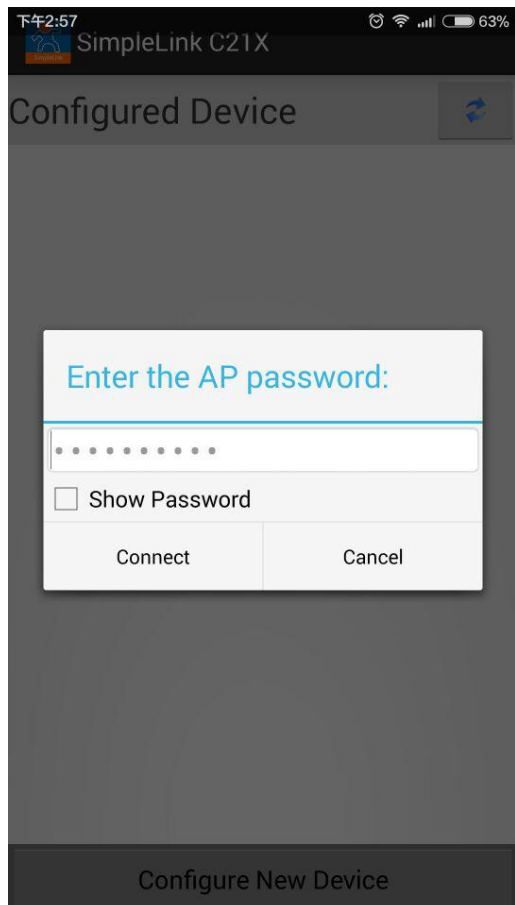 下午2:57
63%
SimpleLink C21X
SimpleLink
Configured Device
Enter the AP password:
••••••••••
Show Password
Connect
Cancel
Configure New Device